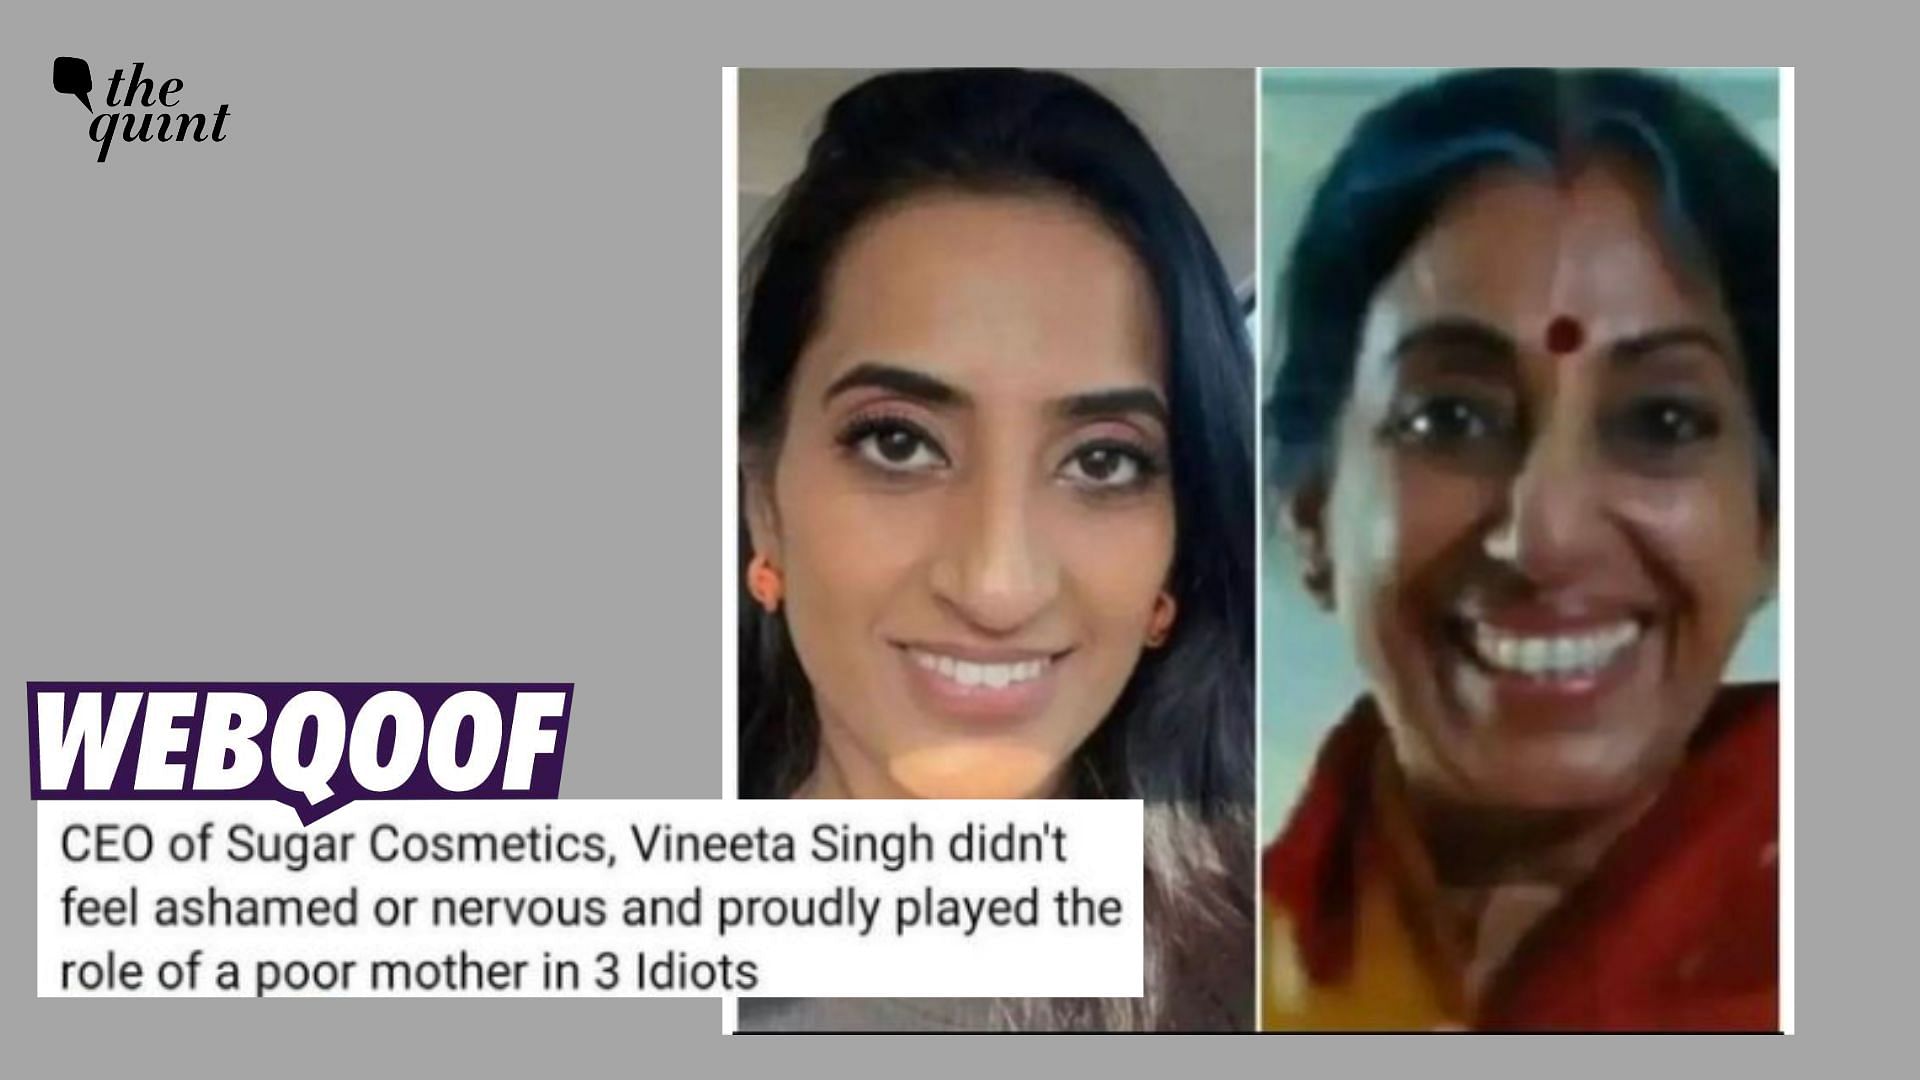 the
quint
WEBQOOF
CEO of Sugar Cosmetics, Vineeta Singh didn't
feel ashamed or nervous and proudly played the
role of a poor mother in 3 Idiots